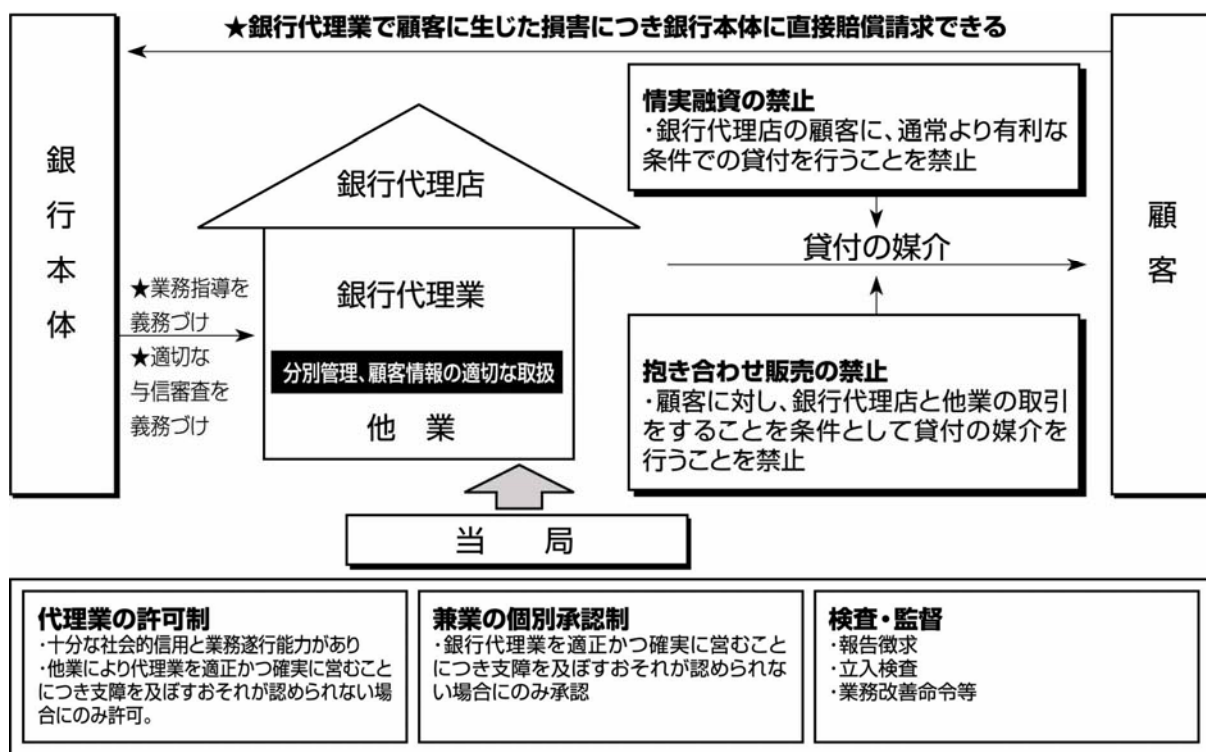 ★銀行代理業で顧客に生じた損害につき銀行本体に直接賠償請求できる
銀行本体
★業務指導を
義務づけ
★適切な
与信審査を
義務づけ
銀行代理店
銀行代理業
分別管理、顧客情報の適切な取扱
他 業
情実融資の禁止
・銀行代理店の顧客に、通常より有利な
条件での貸付を行うことを禁止
貸付の媒介
抱き合わせ販売の禁止
・顧客に対し、銀行代理店と他業の取引
をすることを条件として貸付の媒介を
行うことを禁止
顧客
当 局
代理業の許可制
・十分な社会的信用と業務遂行能力があり
・他業により代理業を適正かつ確実に営むこと
につき支障を及ぼすおそれが認められない場
合にのみ許可。
兼業の個別承認制
・銀行代理業を適正かつ確実に営むこと
につき支障を及ぼすおそれが認められな
い場合にのみ承認
検査・監督
・報告徴求
・立入検査
・業務改善命令等